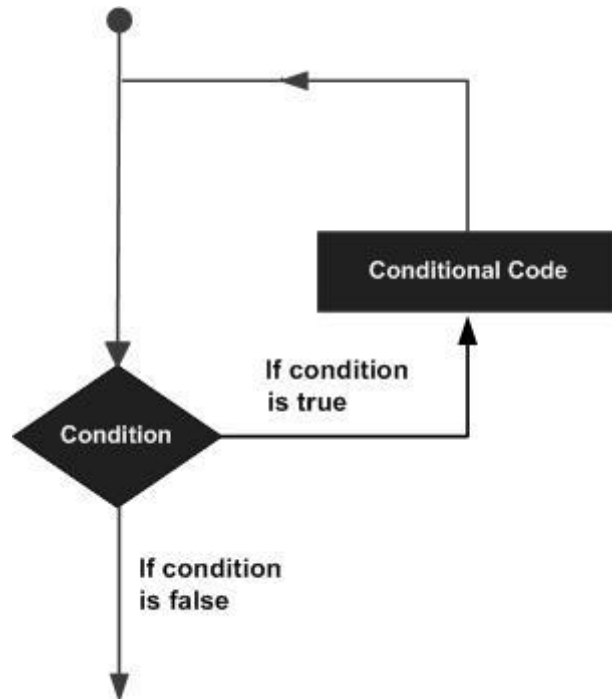 Conditional Code
If condition
is true
Condition
If condition
is false